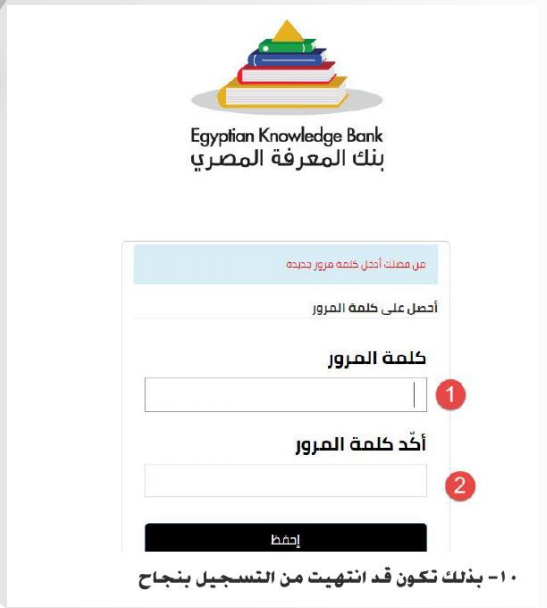 Egyptian Knowledge Bank
بنك المعرفة المصري
من فضلك أدخل كلمة مرور جديدة
أحصل على كلمة المرور
كلمة المرور
1
أكّد كلمة المرور
2
إحفظ
١٠- بذلك تكون قد انتهيت من التسجيل بنجاح